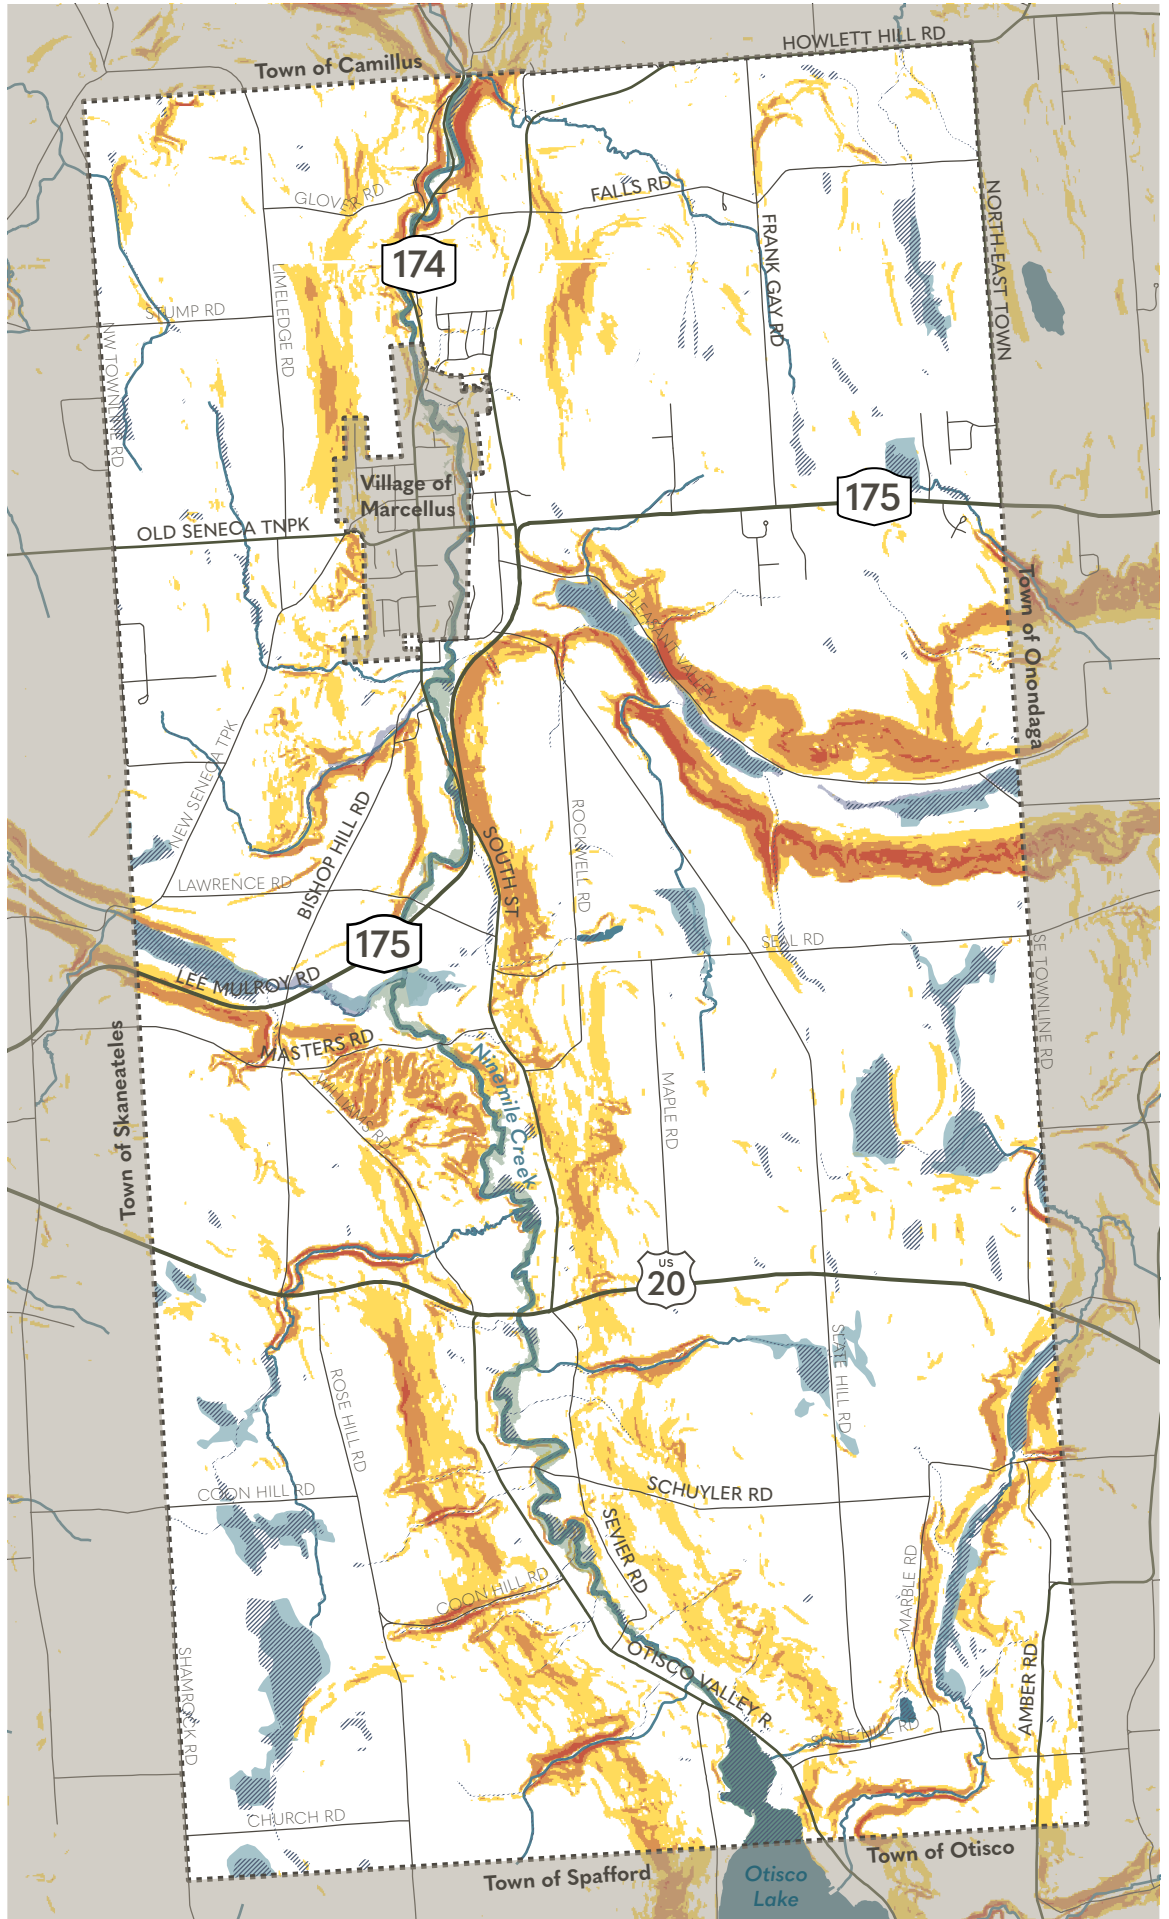 HOWLETT HILL RD
Town of Camillus
GLOVER RD
FALLS RD
NORTH-EAST TOWN
FRANK GAY RD
174
LIMELEDGE RD
STUMP RD
NW TOWNLINE RD
Village of
Marcellus
175
OLD SENECA TNPK
PLEASANT VALLEY
Town of Onondaga
NEW SENECA TPK
BISHOP HILL RD
SOUTH ST
ROCKWELL RD
LAWRENCE RD
175
SEAL RD
SE TOWNLINE RD
LEE MULROY RD
MASTERS RD
WILLIAMS RD
Ninemile Creek
MAPLE RD
Town of Skaneateles
US
20
SLATE HILL RD
ROSE HILL RD
COON HILL RD
SCHUYLER RD
SEVIER RD
MARBLE RD
COON HILL RD
OTISCO VALLEY R
AMBER RD
SHAMROCK RD
SLATE HILL RD
CHURCH RD
Town of Otisco
Town of Spafford
Otisco
Lake